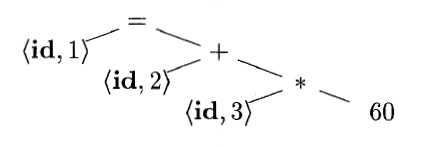 =
⟨id, 1⟩ +
⟨id, 2⟩ *
⟨id, 3⟩ 60